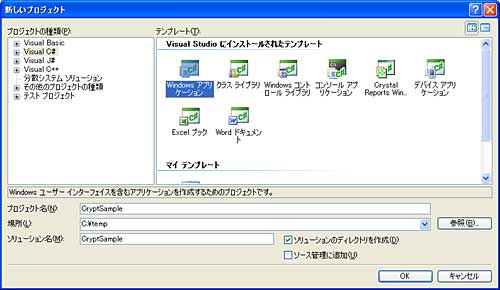 新しいプロジェクト
プロジェクトの種類(P):
Visual Basic
Visual C#
Visual J#
Visual C++
分散システム ソリューション
その他のプロジェクトの種類
テスト プロジェクト
テンプレート(T):
Visual Studio にインストールされたテンプレート
Windows アプリケーション
クラス ライブラリ
Windows コントロール ライブラリ
コンソール アプリケーション
Crystal Reports Win...
デバイス アプリケーション
Excel ブック
Word ドキュメント
マイ テンプレート
Windows ユーザー インターフェイスを含むアプリケーションを作成するためのプロジェクトです。
プロジェクト名(N):
CryptSample
場所(L):
C:¥temp
参照(B)...
ソリューション名(M):
CryptSample
ソリューションのディレクトリを作成(D)
ソース管理に追加(U)
OK
キャンセル